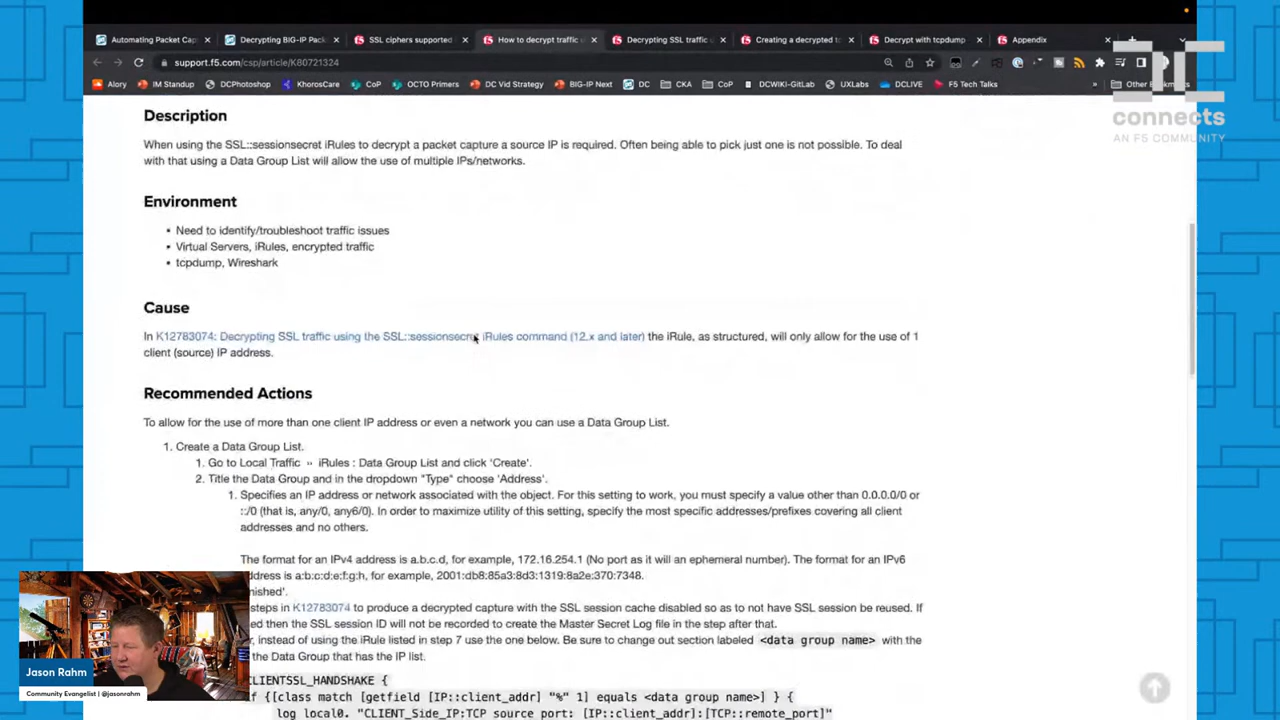 Automating Packet Cap
Decrypting BIG-IP Pack
SSL ciphers supported
How to decrypt traffic
Decrypting SSL traffic
Creating a decrypted t
Decrypt with tcpdump
Appendix
support.f5.com/csp/article/K80721324
Alory
IM Standup
DCPhotoshop
KhorosCare
CoP
OCTO Primers
DC Vid Strategy
BIG-IP Next
DC
CKA
CoP
DCWiki-GitLab
UXLabs
DCLIVE
F5 Tech Talks
»
Other
DC
connects
AN F5 COMMUNITY
Description
When using the SSL::sessionsecret iRules to decrypt a packet capture a source IP is required. Often being able to pick just one is not possible. To deal
with that using a Data Group List will allow the use of multiple IPs/networks.
Environment
• Need to identify/troubleshoot traffic issues
• Virtual Servers, iRules, encrypted traffic
• tcpdump, Wireshark
Cause
In K12783074: Decrypting SSL traffic using the SSL::sessionsecret iRules command (12.x and later) the iRule, as structured, will only allow for the use of 1
client (source) IP address.
Recommended Actions
To allow for the use of more than one client IP address or even a network you can use a Data Group List.
1. Create a Data Group List.
1. Go to Local Traffic ›› iRules : Data Group List and click 'Create'.
2. Title the Data Group and in the dropdown "Type" choose 'Address'.
1. Specifies an IP address or network associated with the object. For this setting to work, you must specify a value other than 0.0.0.0/0 or
::/0 (that is, any/0, any6/0). In order to maximize utility of this setting, specify the most specific addresses/prefixes covering all client
addresses and no others.
The format for an IPv4 address is a.b.c.d, for example, 172.16.254.1 (No port as it will an ephemeral number). The format for an IPv6
address is a:b:c:d:e:f:g:h, for example, 2001:db8:85a3:8d3:1319:8a2e:370:7348.
nished'.
steps in K12783074 to produce a decrypted capture with the SSL session cache disabled so as to not have SSL session be reused. If
ed then the SSL session ID will not be recorded to create the Master Secret Log file in the step after that.
, instead of using the iRule listed in step 7 use the one below. Be sure to change out section labeled <data group name> with the
the Data Group that has the IP list.
CLIENTSSL_HANDSHAKE {
f {[class match [getfield [IP::client_addr] "%" 1] equals <data group name>] } {
log local0. "CLIENT_Side_IP:TCP source port: [IP::client_addr]:[TCP::remote_port]"
Jason Rahm
Community Evangelist | @jasonrahm